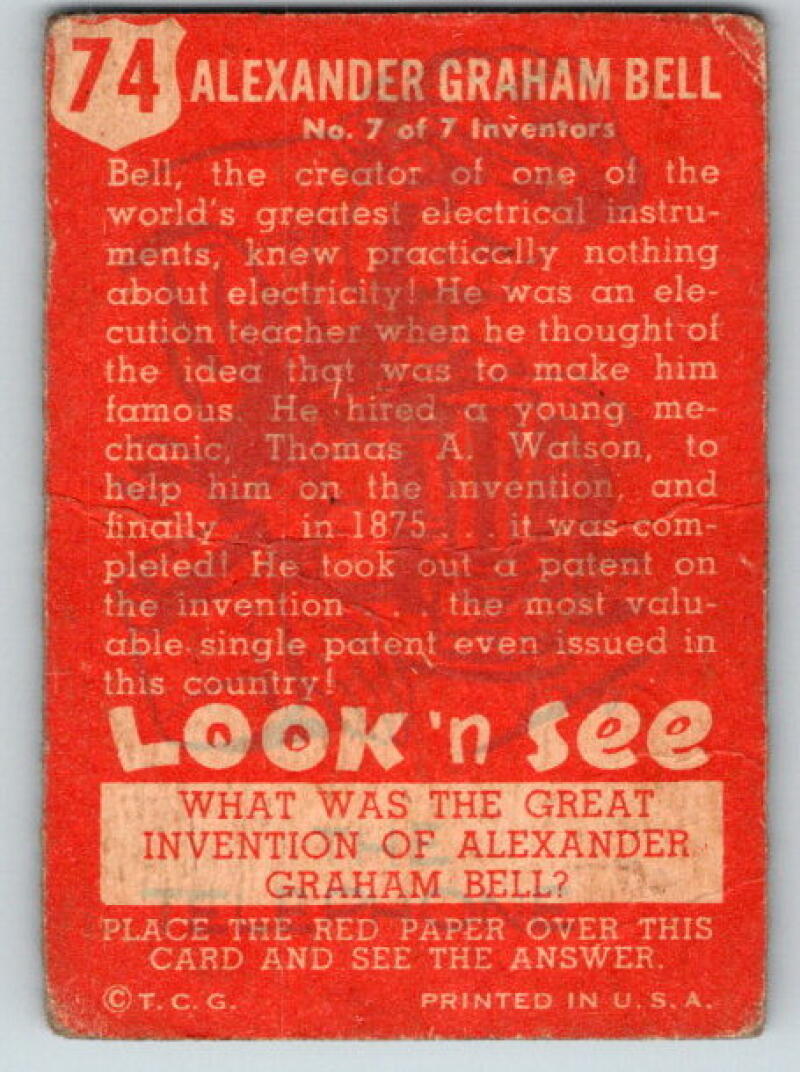 74 ALEXANDER GRAHAM BELL
No. 7 of 7 Inventors
Bell, the creator of one of the
world's greatest electrical instru-
ments, knew practically nothing
about electricity! He was an ele-
cution teacher when he thought of
the idea that was to make him
famous. He hired a young me-
chanic, Thomas A. Watson, to
help him on the invention, and
finally . . in 1875 . . . it was com-
pleted! He took out a patent on
the invention . . . the most valu-
able single patent even issued in
this country!
LOOK 'n See
WHAT WAS THE GREAT
INVENTION OF ALEXANDER
GRAHAM BELL?
THE
TELEPHONE
PLACE THE RED PAPER OVER THIS
CARD AND SEE THE ANSWER.
© T. C. G. PRINTED IN U. S. A.